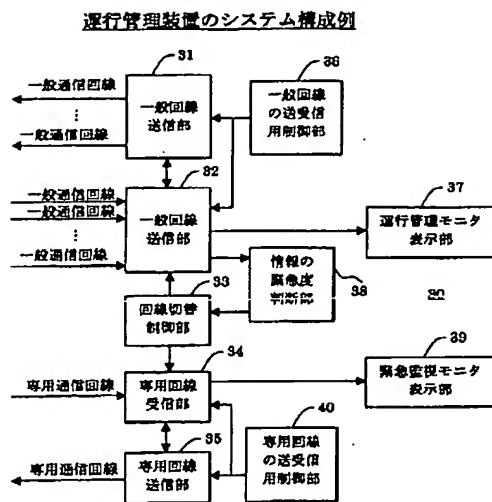 運行管理装置のシステム構成例
31
一般回線
送信部
36
一般回線
の送受信
用制御部
一般通信回線
一般通信回線
32
一般回線
送信部
一般通信回線
一般通信回線
一般通信回線
37
運行管理モニタ
表示部
情報の
緊急度
判断部
38
33
回線切替
制御部
30
34
専用回線
受信部
専用通信回線
39
緊急監視モニタ
表示部
35
専用回線
送信部
専用通信回線
40
専用回線
の送受信
用制御部